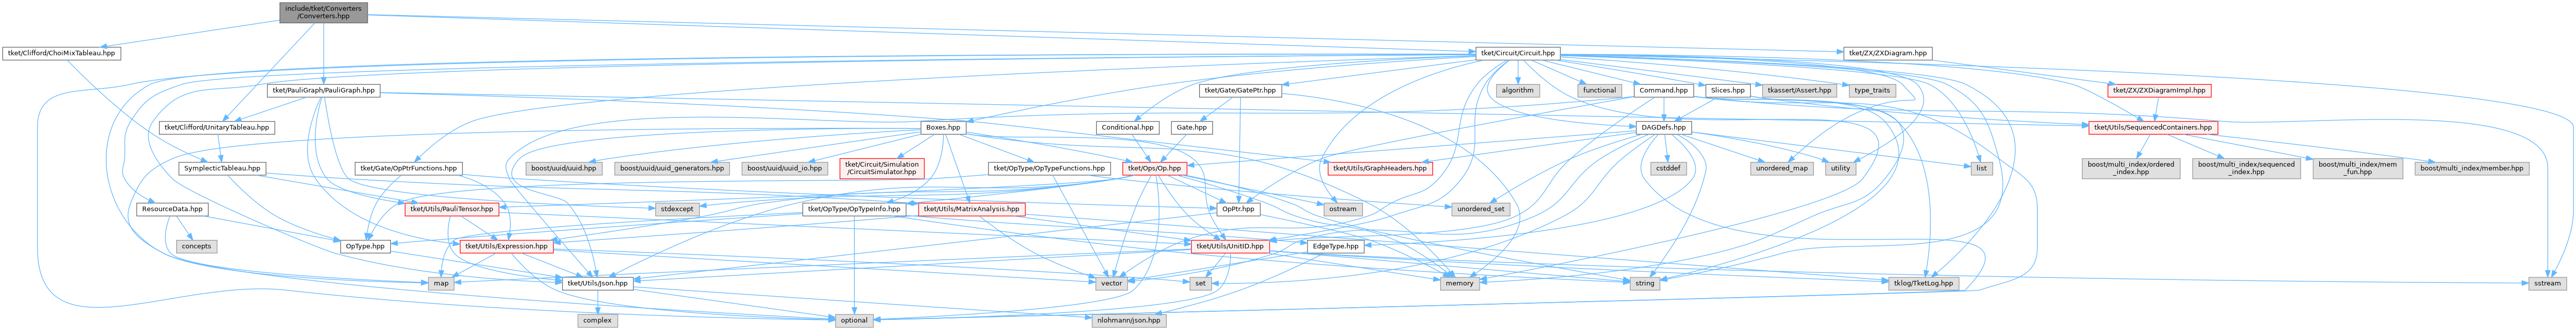 include/tket/Converters
/Converters.hpp
tket/Clifford/ChoiMixTableau.hpp
tket/Circuit/Circuit.hpp
tket/ZX/ZXDiagram.hpp
tket/PauliGraph/PauliGraph.hpp
tket/Gate/GatePtr.hpp
algorithm
functional
Command.hpp
Slices.hpp
tkassert/Assert.hpp
type_traits
tket/ZX/ZXDiagramImpl.hpp
tket/Clifford/UnitaryTableau.hpp
Boxes.hpp
Conditional.hpp
Gate.hpp
DAGDefs.hpp
tket/Utils/SequencedContainers.hpp
SymplecticTableau.hpp
tket/Gate/OpPtrFunctions.hpp
boost/uuid/uuid.hpp
boost/uuid/uuid_generators.hpp
boost/uuid/uuid_io.hpp
tket/Circuit/Simulation
/CircuitSimulator.hpp
tket/OpType/OpTypeFunctions.hpp
tket/Ops/Op.hpp
tket/Utils/GraphHeaders.hpp
cstddef
unordered_map
utility
list
boost/multi_index/ordered
_index.hpp
boost/multi_index/sequenced
_index.hpp
boost/multi_index/mem
_fun.hpp
boost/multi_index/member.hpp
ResourceData.hpp
tket/Utils/PauliTensor.hpp
stdexcept
tket/OpType/OpTypeInfo.hpp
tket/Utils/MatrixAnalysis.hpp
OpPtr.hpp
ostream
unordered_set
concepts
OpType.hpp
tket/Utils/Expression.hpp
tket/Utils/UnitID.hpp
EdgeType.hpp
map
tket/Utils/Json.hpp
vector
set
memory
string
tklog/TketLog.hpp
sstream
complex
optional
nlohmann/json.hpp